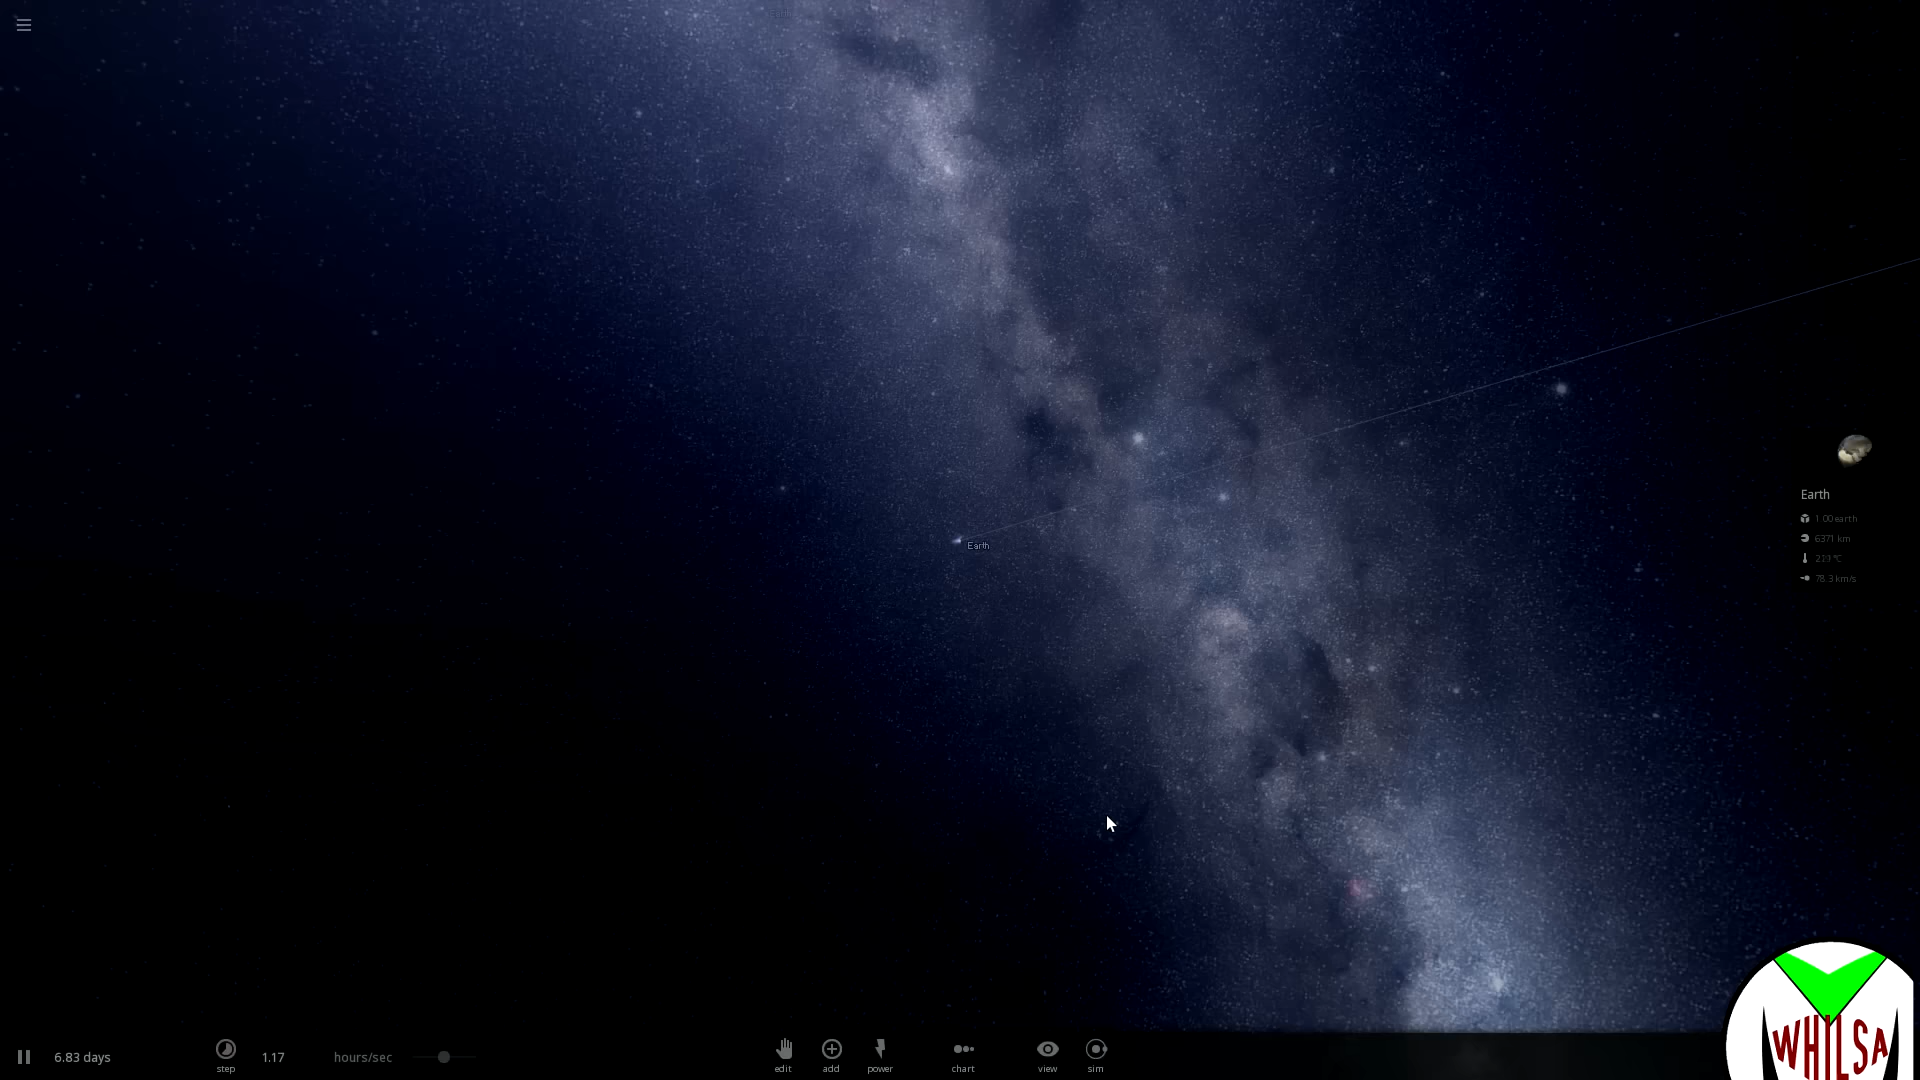 Earth
Earth
1.00 earth
6371 km
78.3 km/s
6.83 days
step
1.17
hours/sec
edit
add
power
chart
view
sim
WHILSA